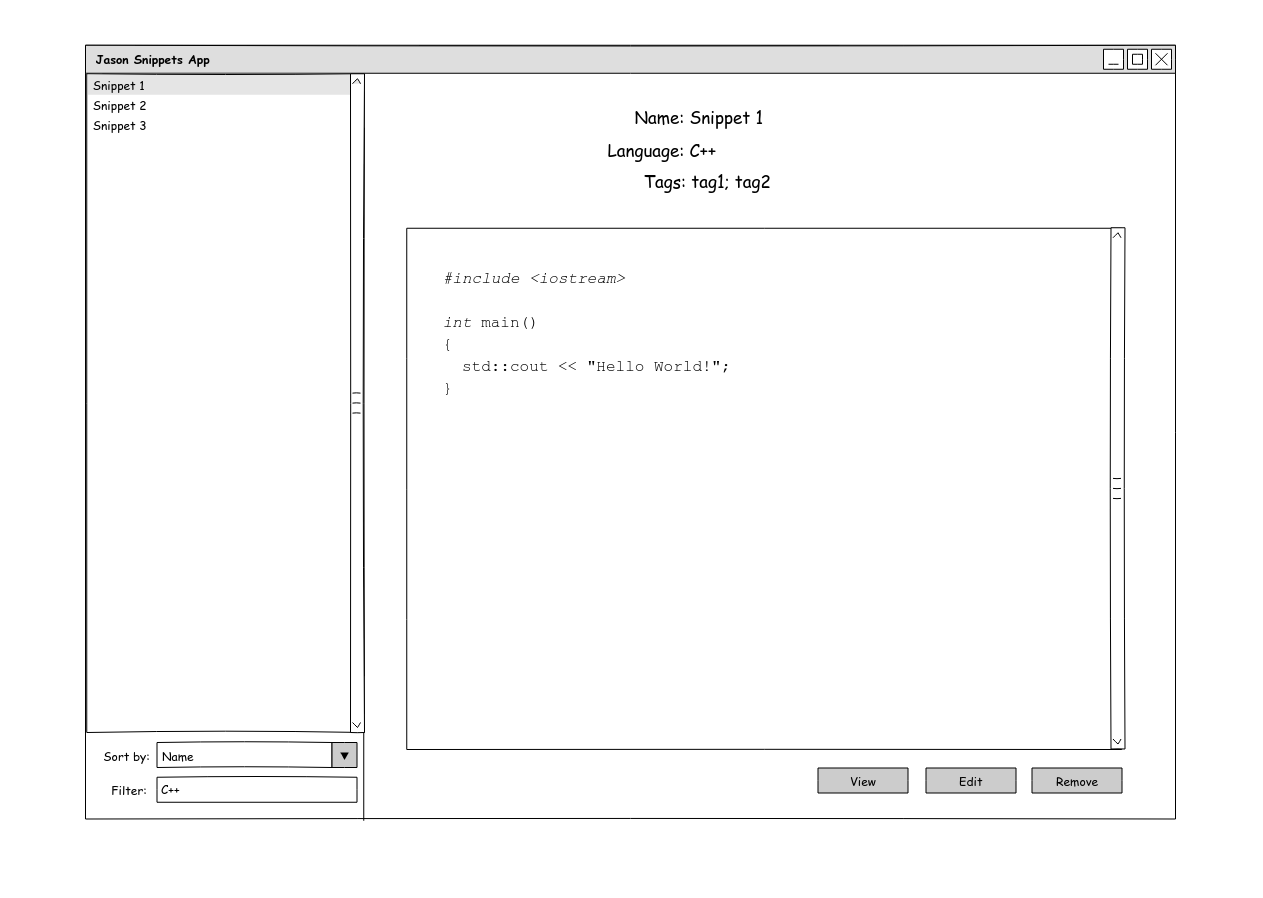 Jason Snippets App
Snippet 1
Snippet 2
Snippet 3
Sort by: Name
Filter: C++
Name: Snippet 1
Language: C++
Tags: tag1; tag2
#include <iostream>
int main()
{
std::cout << "Hello World!";
}
View Edit Remove